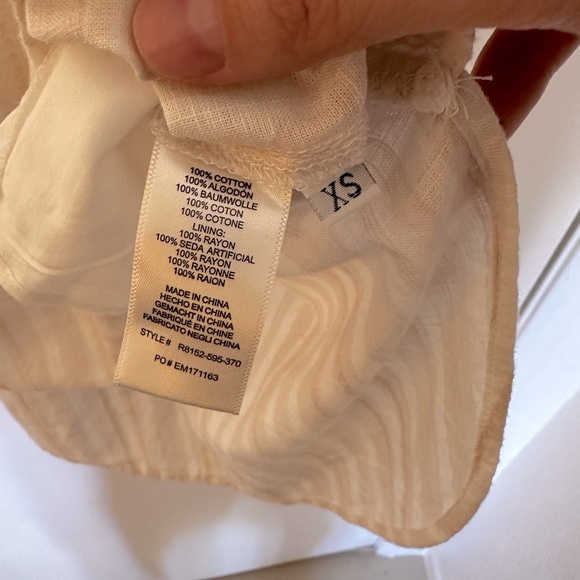 100% COTTON
100% ALGODÓN
100% BAUMWOLLE
100% COTON
100% COTONE
LINING:
100% RAYON
100% SEDA ARTIFICIAL
100% RAYON
100% RAYONNE
100% RAION
MADE IN CHINA
HECHO EN CHINA
GEMACHT IN CHINA
FABRIQUÉ EN CHINE
FABRICATO NEGLI CHINA
STYLE# R8152-595-370
PO# EM171163
XS